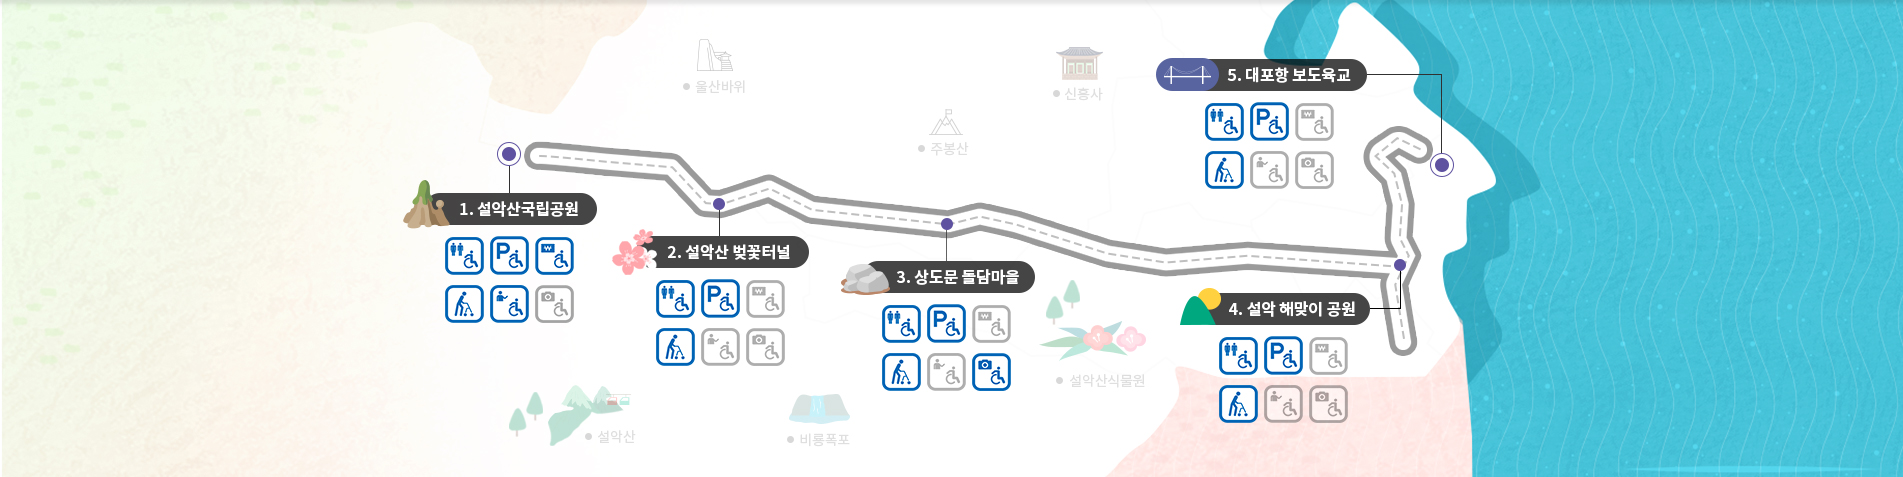 울산바위
신흥사
5. 대포항 보도육교
주봉산
1. 설악산국립공원
2. 설악산 벚꽃터널
3. 상도문 돌담마을
4. 설악 해맞이 공원
설악산식물원
설악산
비룡폭포
P
₩
P
₩
P
₩
P
₩
P
₩